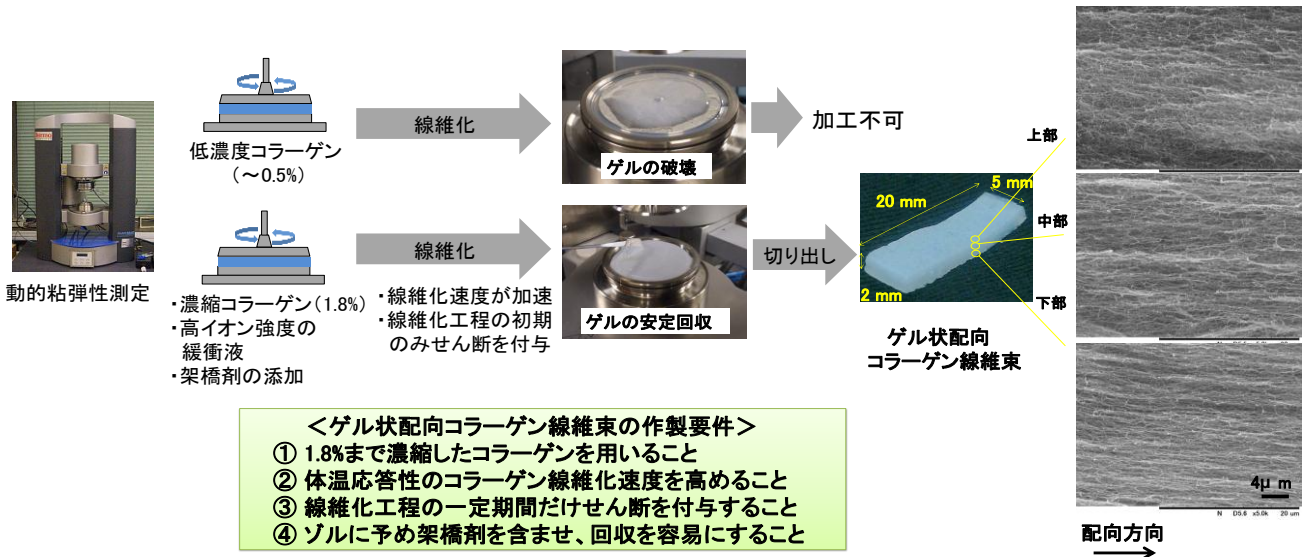 動的粘弾性測定
低濃度コラーゲン
(～0.5%)
線維化
ゲルの破壊
加工不可
・濃縮コラーゲン(1.8%)
・高イオン強度の
緩衝液
・架橋剤の添加
線維化
・線維化速度が加速
・線維化工程の初期
のみせん断を付与
ゲルの安定回収
切り出し
20 mm
5 mm
2 mm
ゲル状配向
コラーゲン線維束
上部
中部
下部
4μ m
N D5.6 x5.0k 20 um
配向方向
＜ゲル状配向コラーゲン線維束の作製要件＞
① 1.8%まで濃縮したコラーゲンを用いること
② 体温応答性のコラーゲン線維化速度を高めること
③ 線維化工程の一定期間だけせん断を付与すること
④ ゾルに予め架橋剤を含ませ、回収を容易にすること